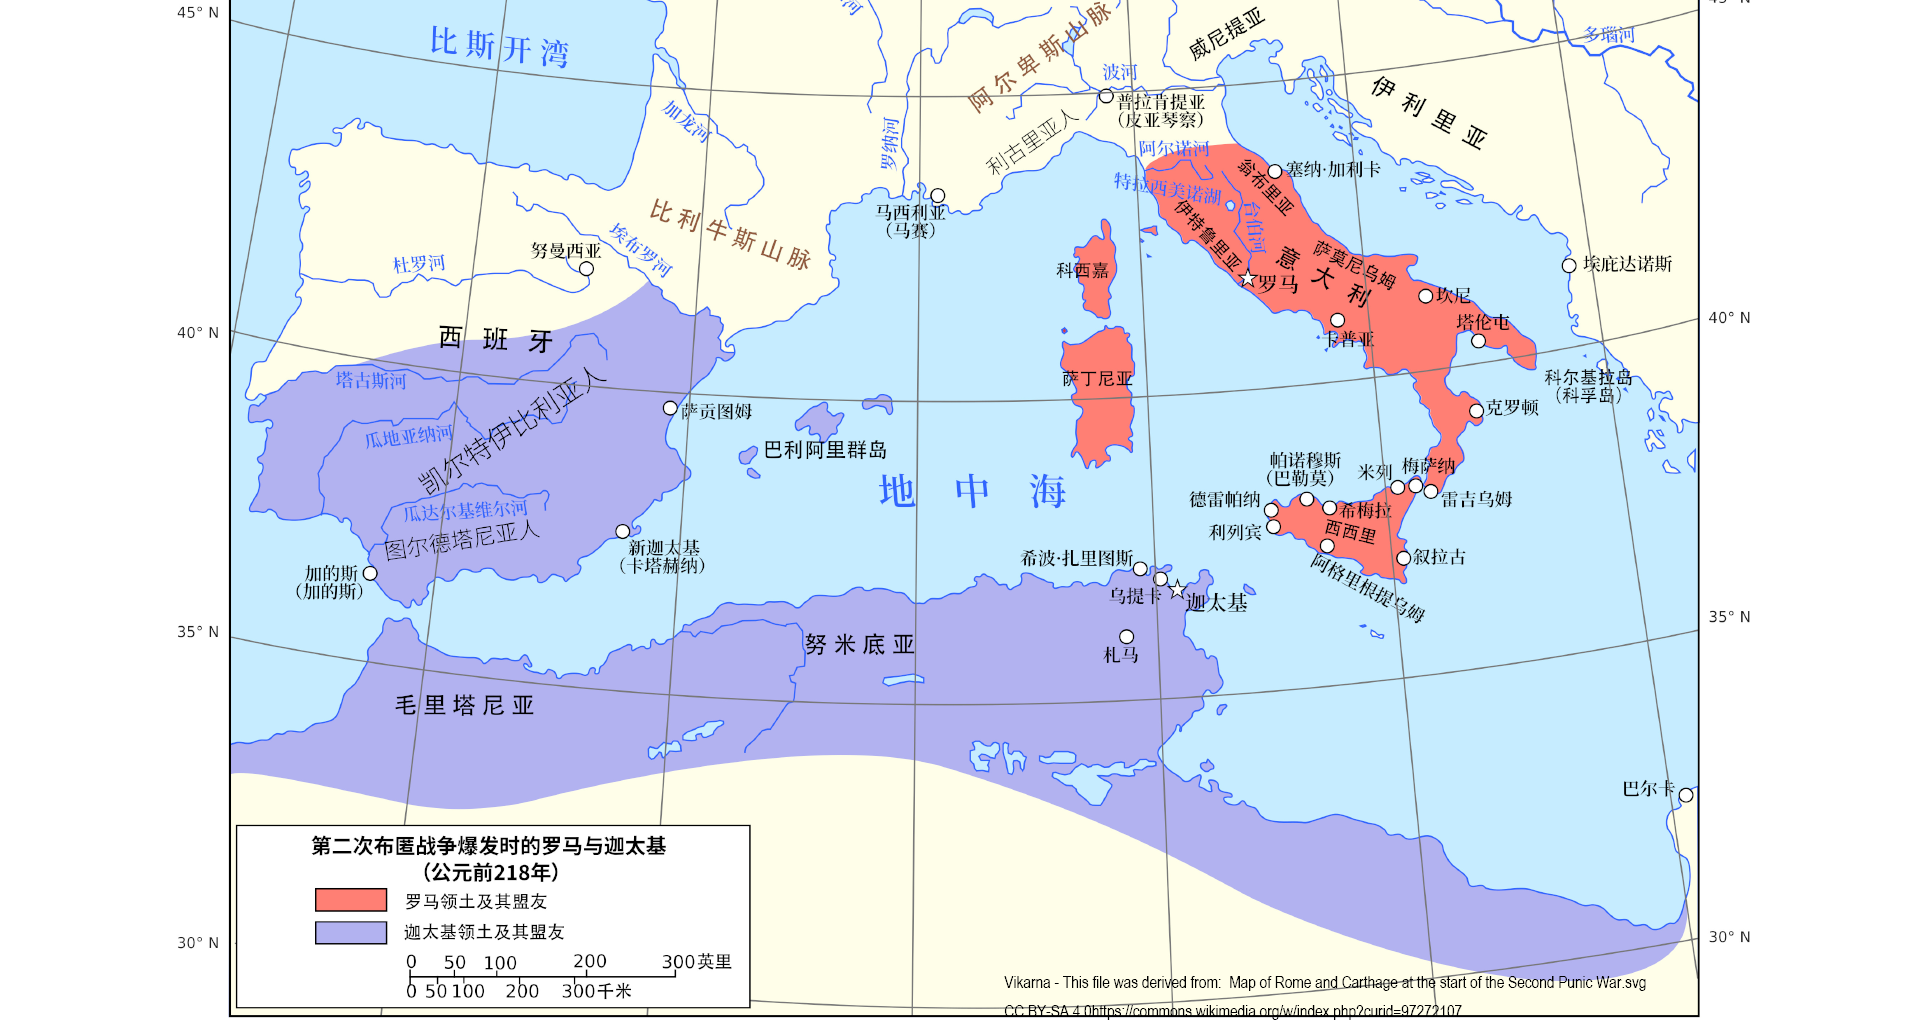 45° N
比斯开湾
阿尔卑斯山脉
威尼提亚
多瑙河
波河
伊利里亚
普拉肯提亚
(皮亚琴察)
加龙河
罗纳河
利古里亚人
阿尔诺河
翁布里亚
塞纳·加利卡
特拉西美诺湖
马西利亚
(马赛)
比利牛斯山脉
伊特鲁里亚
台伯河
努曼西亚
埃布罗河
杜罗河
意大利
萨莫尼乌姆
埃庇达诺斯
科西嘉
罗马
坎尼
40° N
40° N
西班牙
卡普亚
塔伦屯
塔古斯河
萨丁尼亚
科尔基拉岛
(科孚岛)
凯尔特伊比利亚人
萨贡图姆
克罗顿
瓜地亚纳河
巴利阿里群岛
地中海
帕诺穆斯
(巴勒莫)
米列
梅萨纳
德雷帕纳
雷吉乌姆
瓜达尔基维尔河
希梅拉
图尔德塔尼亚人
利列宾
西西里
新迦太基
(卡塔赫纳)
希波·扎里图斯
叙拉古
加的斯
(加的斯)
阿格里根提乌姆
乌提卡
迦太基
35° N
35° N
努米底亚
札马
毛里塔尼亚
巴尔卡
第二次布匿战争爆发时的罗马与迦太基
(公元前218年)
罗马领土及其盟友
迦太基领土及其盟友
30° N
30° N
0 50 100 200 300英里
0 50 100 200 300千米
Vikarna - This file was derived from: Map of Rome and Carthage at the start of the Second Punic War.svg
CC BY-SA 4.0https://commons.wikimedia.org/w/index.php?curid=97272107